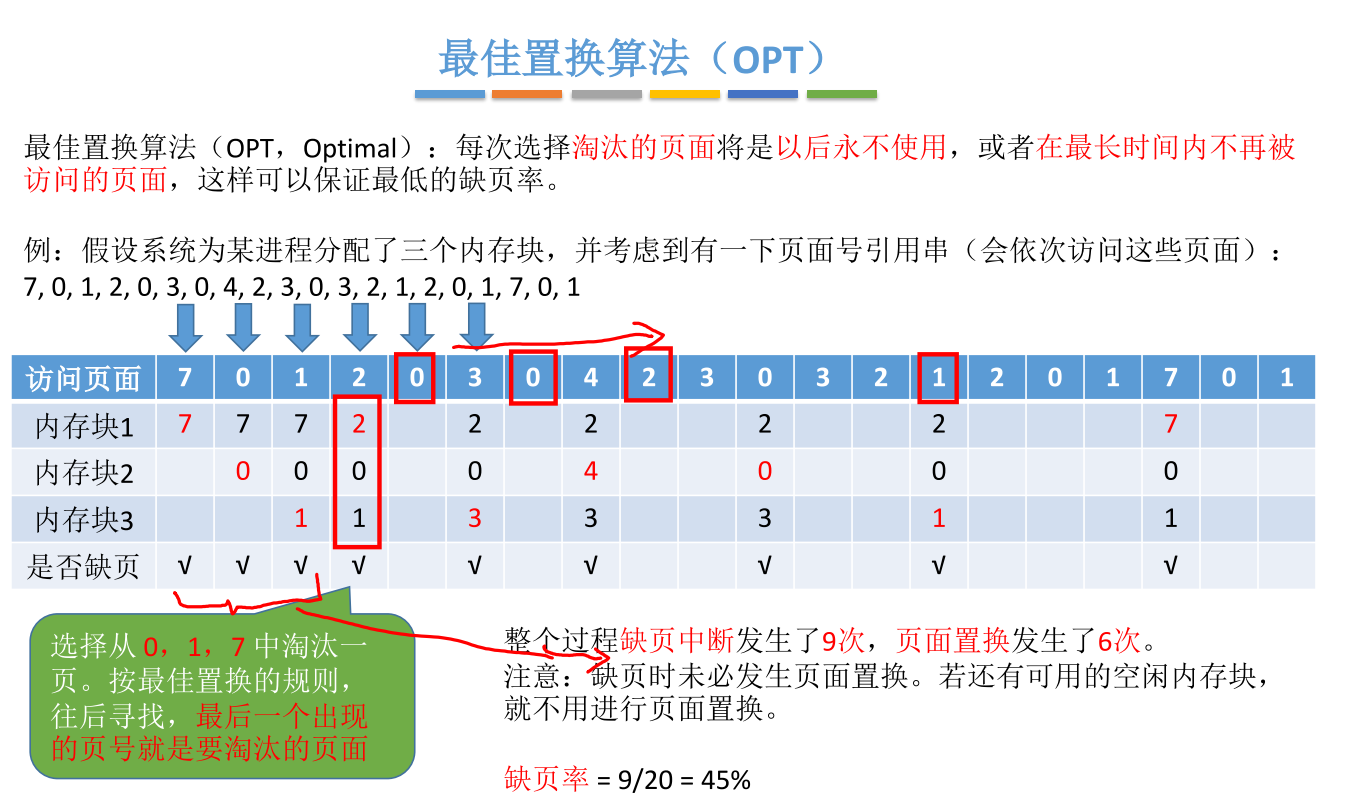 最佳置换算法（OPT）
最佳置换算法（OPT，Optimal）：每次选择淘汰的页面将是以后永不使用，或者在最长时间内不再被
访问的页面，这样可以保证最低的缺页率。
例：假设系统为某进程分配了三个内存块，并考虑到有一下页面号引用串（会依次访问这些页面）：
7, 0, 1, 2, 0, 3, 0, 4, 2, 3, 0, 3, 2, 1, 2, 0, 1, 7, 0, 1
访问页面 7 0 1 2 0 3 0 4 2 3 0 3 2 1 2 0 1 7 0 1
内存块1 7 7 7 2 2 2 2 2 7
内存块2 0 0 0 0 4 0 0 0
内存块3 1 1 3 3 3 1 1
是否缺页 √ √ √ √ √ √ √ √ √
选择从 0，1，7 中淘汰一
页。按最佳置换的规则，
往后寻找，最后一个出现
的页号就是要淘汰的页面
整个过程缺页中断发生了9次，页面置换发生了6次。
注意：缺页时未必发生页面置换。若还有可用的空闲内存块，
就不用进行页面置换。
缺页率 = 9/20 = 45%